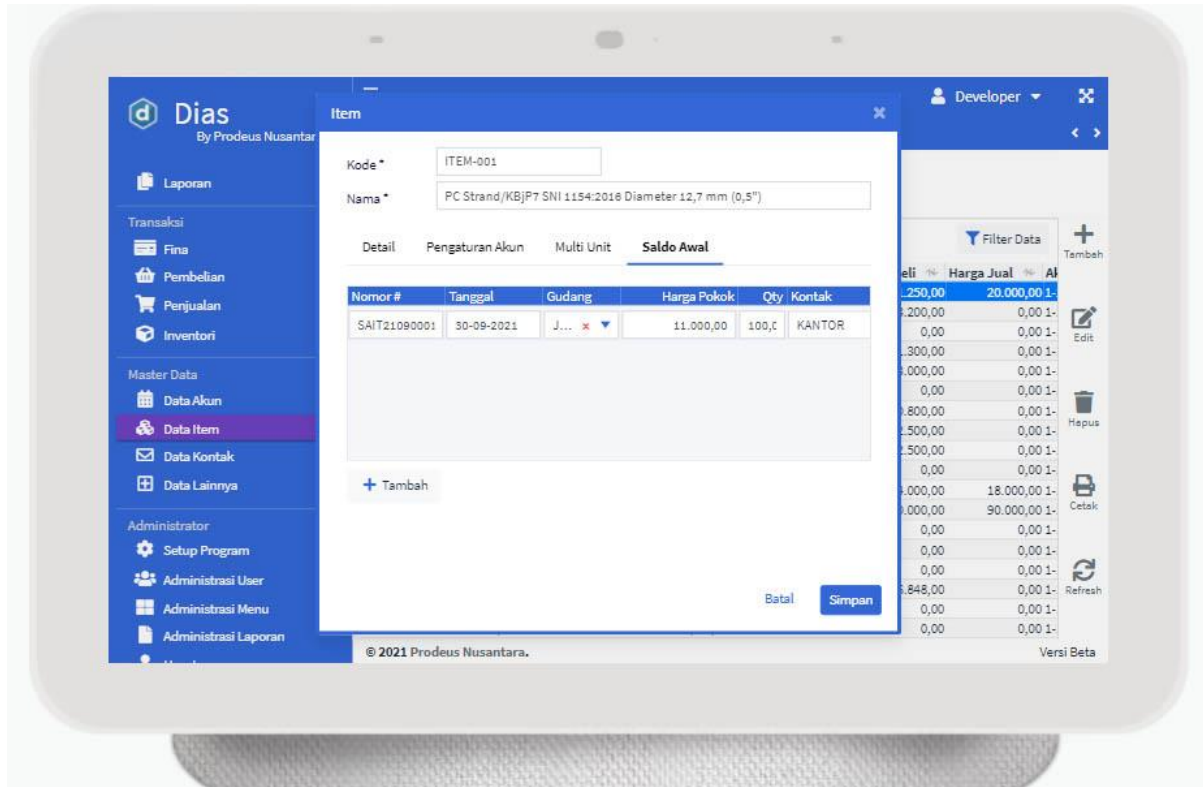 Dias
By Prodeus Nusantar
Developer
Laporan
Transaksi
Fina
Pembelian
Penjualan
Inventori
Master Data
Data Akun
Data Item
Data Kontak
Data Lainnya
Administrator
Setup Program
Administrasi User
Administrasi Menu
Administrasi Laporan
Item
Kode *
ITEM-001
Nama *
PC Strand/KBjP7 SNI 1154:2016 Diameter 12,7 mm (0,5")
Detail Pengaturan Akun Multi Unit Saldo Awal
Nomor# Tanggal Gudang Harga Pokok Qty Kontak
SAIT21090001 30-09-2021 J... 11.000,00 100,0 KANTOR
+ Tambah
Batal Simpan
Filter Data
eli Harga Jual Ak
.250,00 20.000,00 1-
.200,00 0,00 1-
0,00 0,00 1-
.300,00 0,00 1-
.000,00 0,00 1-
0,00 0,00 1-
.800,00 0,00 1-
.500,00 0,00 1-
.500,00 0,00 1-
0,00 0,00 1-
.000,00 18.000,00 1-
.000,00 90.000,00 1-
0,00 0,00 1-
0,00 0,00 1-
0,00 0,00 1-
.848,00 0,00 1-
0,00 0,00 1-
0,00 0,00 1-
Tambah
Edit
Hapus
Cetak
Refresh
© 2021 Prodeus Nusantara.
Versi Beta